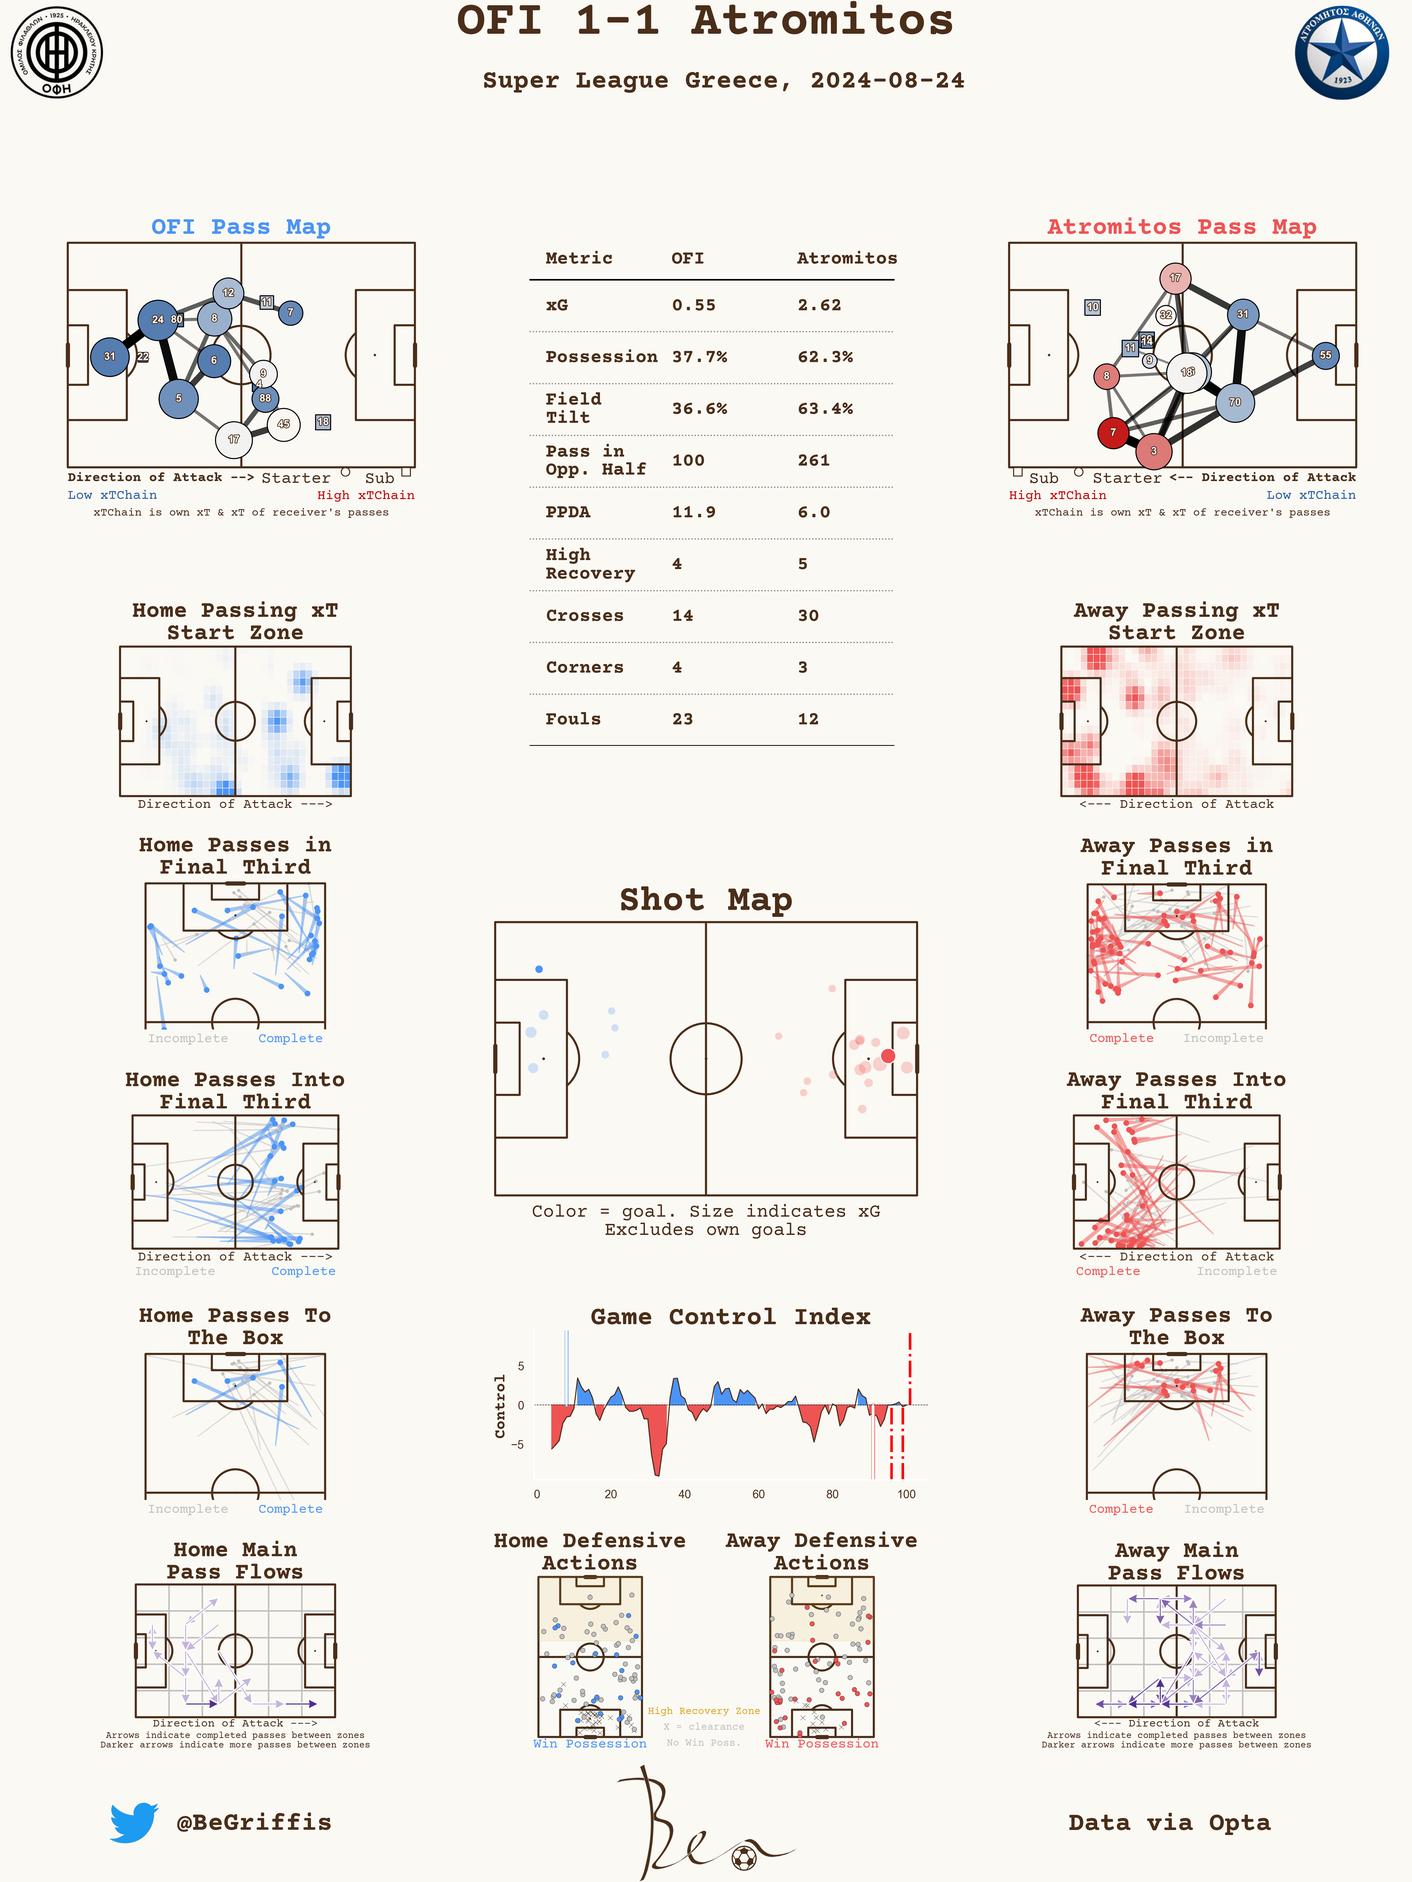 OFI 1-1 Atromitos
Super League Greece, 2024-08-24
ΟΜΙΛΟΣ ΦΙΛΑΘΛΩΝ • 1925 • ΗΡΑΚΛΕΙΟΥ ΚΡΗΤΗΣ
ΟΦΗ
ΑΤΡΟΜΗΤΟΣ ΑΘΗΝΩΝ
1923
OFI Pass Map
12
11
7
24
80
8
31
22
6
9
4
5
88
17
45
18
Direction of Attack --> Starter Sub
Low xTChain High xTChain
xTChain is own xT & xT of receiver's passes
Metric OFI Atromitos
xG 0.55 2.62
Possession 37.7% 62.3%
Field
Tilt 36.6% 63.4%
Pass in
Opp. Half 100 261
PPDA 11.9 6.0
High
Recovery 4 5
Crosses 14 30
Corners 4 3
Fouls 23 12
Atromitos Pass Map
17
10
32
31
11
9
55
8
18
70
7
3
Sub Starter <-- Direction of Attack
High xTChain Low xTChain
xTChain is own xT & xT of receiver's passes
Home Passing xT
Start Zone
Direction of Attack --->
Away Passing xT
Start Zone
<--- Direction of Attack
Home Passes in
Final Third
Incomplete Complete
Away Passes in
Final Third
Complete Incomplete
Shot Map
Color = goal. Size indicates xG
Excludes own goals
Home Passes Into
Final Third
Direction of Attack --->
Incomplete Complete
Away Passes Into
Final Third
<--- Direction of Attack
Complete Incomplete
Home Passes To
The Box
Incomplete Complete
Game Control Index
Control
5
0
−5
0 20 40 60 80 100
Away Passes To
The Box
Complete Incomplete
Home Main
Pass Flows
Direction of Attack --->
Arrows indicate completed passes between zones
Darker arrows indicate more passes between zones
Home Defensive
Actions
Win Possession
Away Defensive
Actions
Win Possession
High Recovery Zone
X = clearance
No Win Poss.
Away Main
Pass Flows
<--- Direction of Attack
Arrows indicate completed passes between zones
Darker arrows indicate more passes between zones
@BeGriffis
Ben
Data via Opta